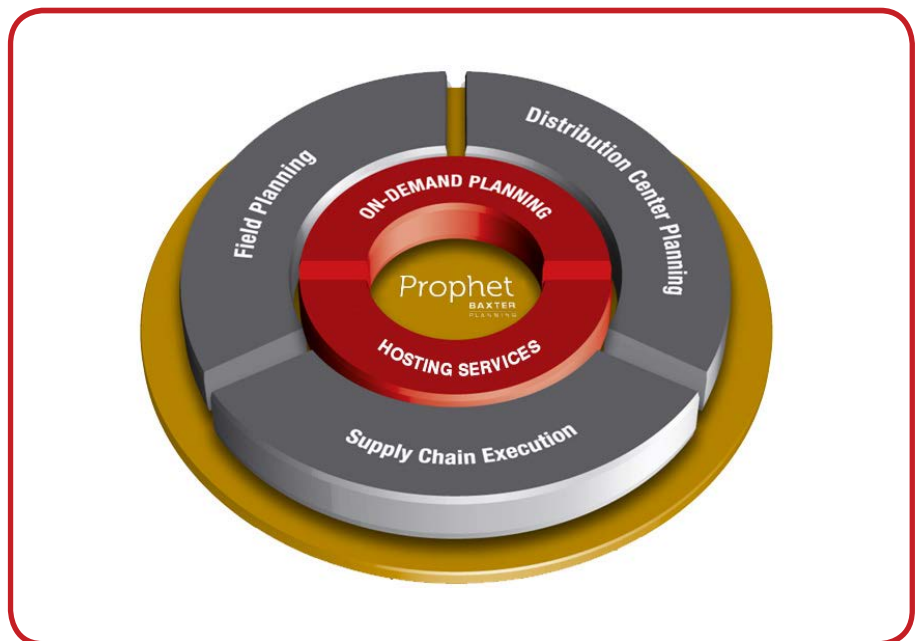 Field Planning
Distribution Center Planning
ON-DEMAND PLANNING
Prophet
BAXTER
PLANNING
HOSTING SERVICES
Supply Chain Execution